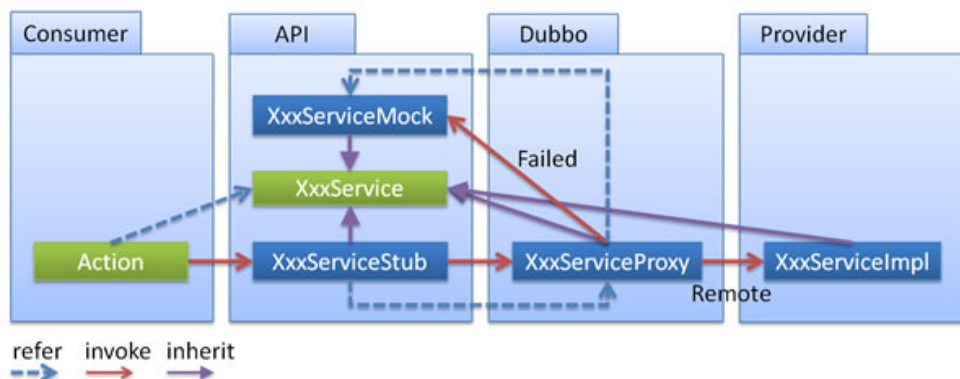 Consumer
API
Dubbo
Provider
XxxServiceMock
Failed
XxxService
Action
XxxServiceStub
XxxServiceProxy
XxxServiceImpl
Remote
refer
invoke
inherit